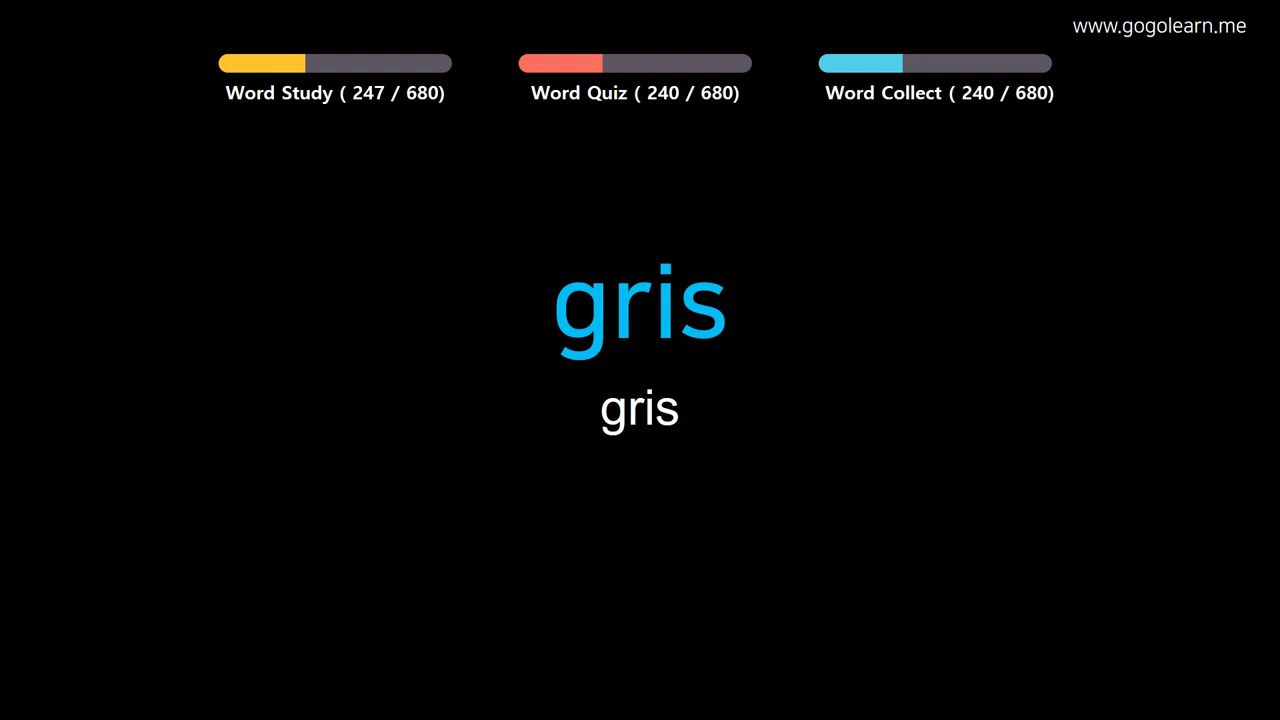 www.gogolearn.me
Word Study ( 247 / 680)
Word Quiz ( 240 / 680)
Word Collect ( 240 / 680)
gris
gris